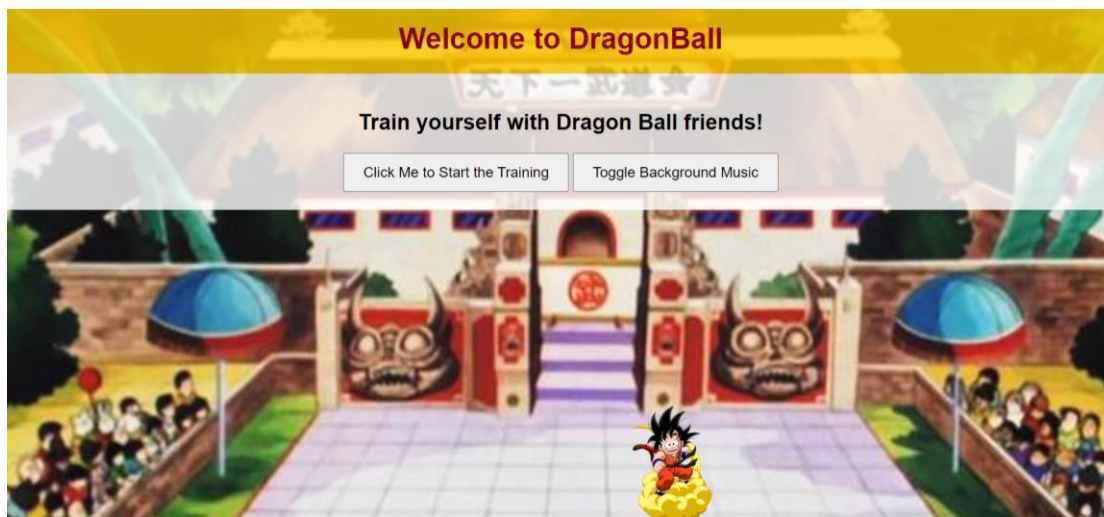 Welcome to DragonBall
天下一武道会
Train yourself with Dragon Ball friends!
Click Me to Start the Training
Toggle Background Music